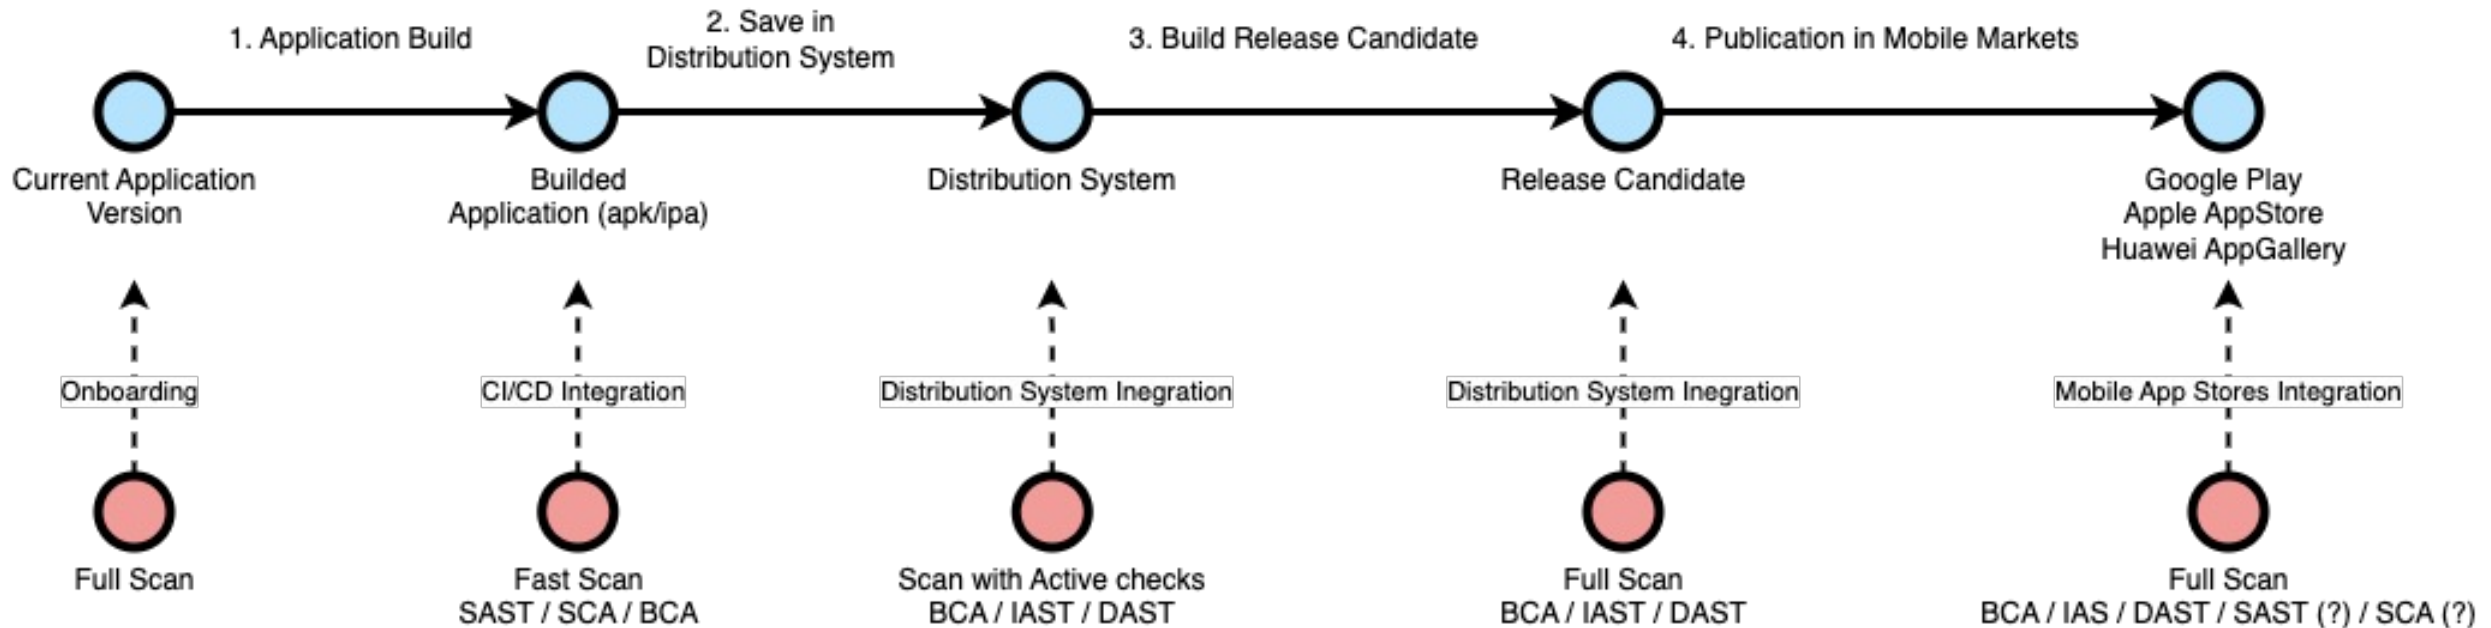 1. Application Build
2. Save in
Distribution System
3. Build Release Candidate
4. Publication in Mobile Markets
Current Application
Version
Builded
Application (apk/ipa)
Distribution System
Release Candidate
Google Play
Apple AppStore
Huawei AppGallery
Onboarding
CI/CD Integration
Distribution System Inegration
Distribution System Inegration
Mobile App Stores Integration
Full Scan
Fast Scan
SAST / SCA / BCA
Scan with Active checks
BCA / IAST / DAST
Full Scan
BCA / IAST / DAST
Full Scan
BCA / IAS / DAST / SAST (?) / SCA (?)